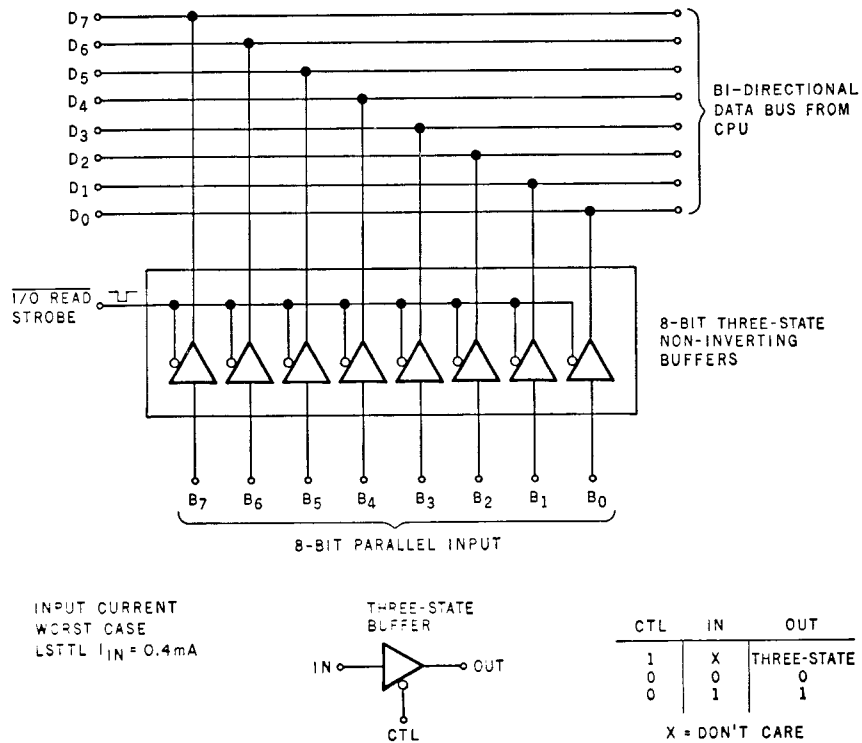 D7
D6
D5
D4
D3
D2
D1
D0
BI-DIRECTIONAL
DATA BUS FROM
CPU
I/O READ
STROBE
8-BIT THREE-STATE
NON-INVERTING
BUFFERS
B7 B6 B5 B4 B3 B2 B1 B0
8-BIT PARALLEL INPUT
INPUT CURRENT
WORST CASE
LSTTL IIN = 0.4mA
THREE-STATE
BUFFER
IN OUT
CTL
CTL IN OUT
1 X THREE-STATE
0 0 0
0 1 1
X = DON'T CARE